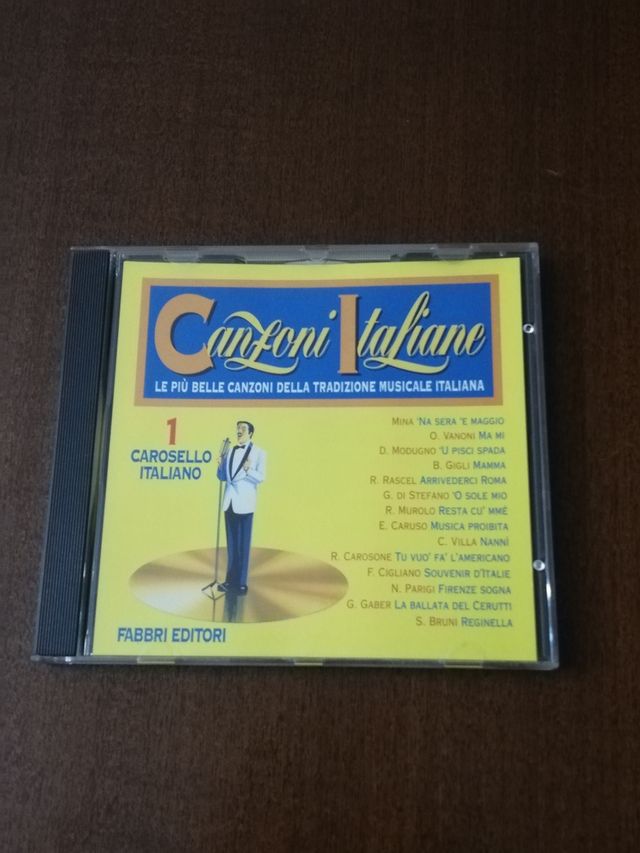 Canzoni Italiane
LE PIÙ BELLE CANZONI DELLA TRADIZIONE MUSICALE ITALIANA
1
CAROSELLO
ITALIANO
MINA 'NA SERA 'E MAGGIO
O. VANONI MA MI
D. MODUGNO 'U PISCI SPADA
B. GIGLI MAMMA
R. RASCEL ARRIVEDERCI ROMA
G. DI STEFANO 'O SOLE MIO
R. MUROLO RESTA CU' MMÉ
E. CARUSO MUSICA PROIBITA
C. VILLA NANNÌ
R. CAROSONE TU VUO' FA' L'AMERICANO
F. CIGLIANO SOUVENIR D'ITALIE
N. PARIGI FIRENZE SOGNA
G. GABER LA BALLATA DEL CERUTTI
S. BRUNI REGINELLA
FABBRI EDITORI